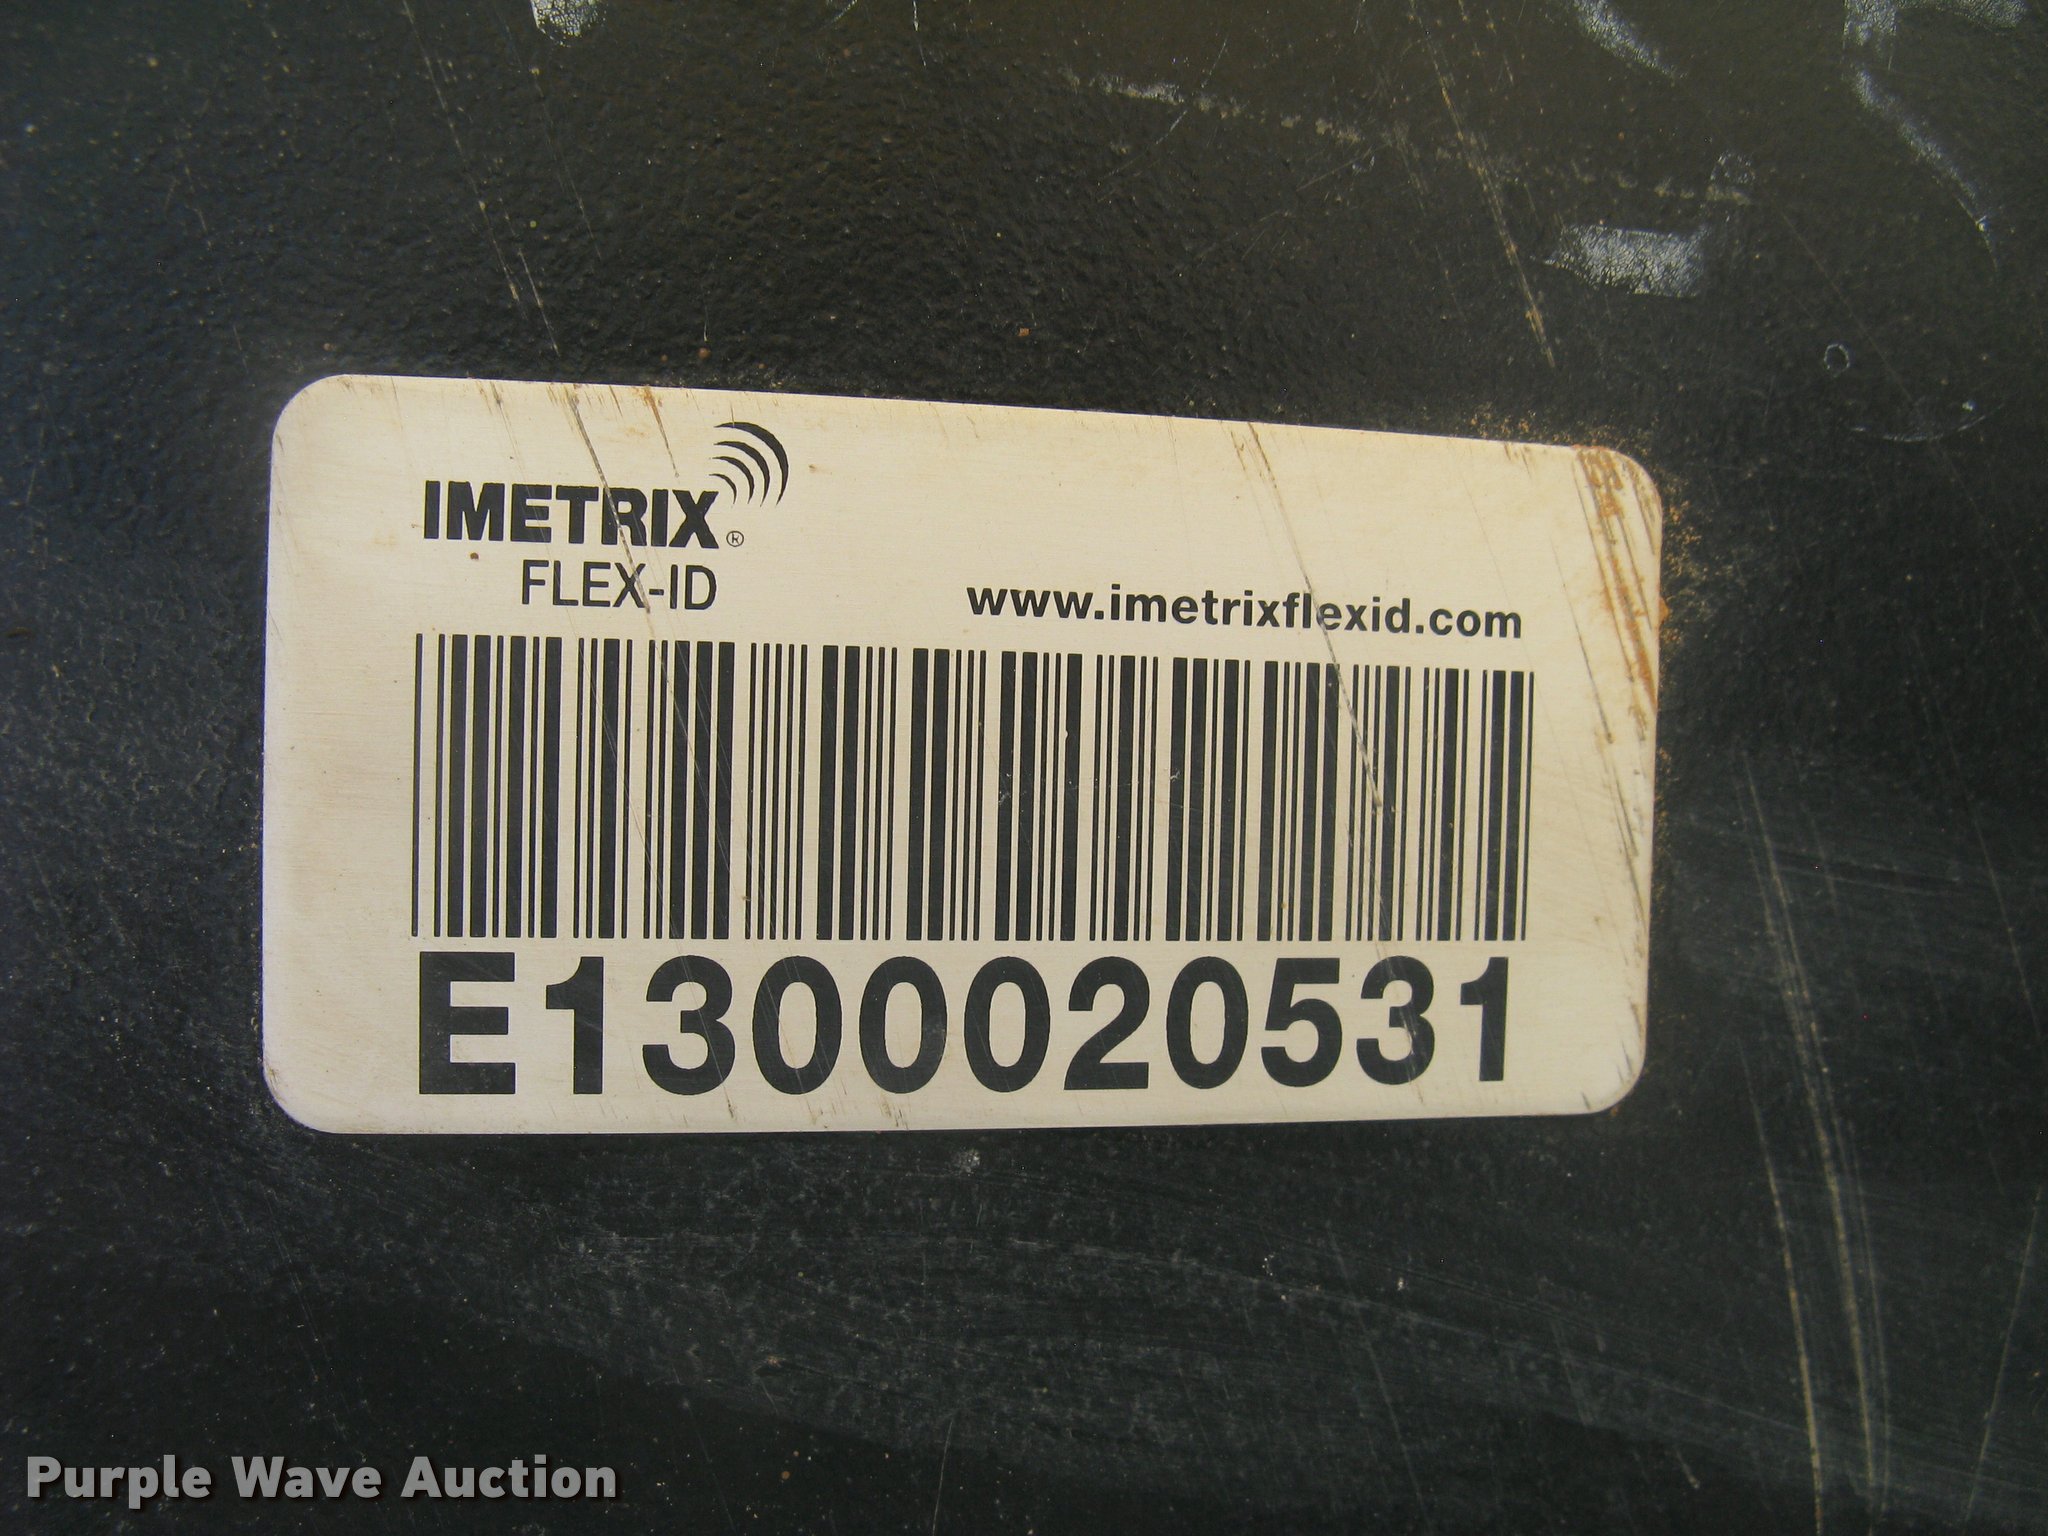 IMETRIX®
FLEX-ID
www.imetrixflexid.com
E1300020531
Purple Wave Auction